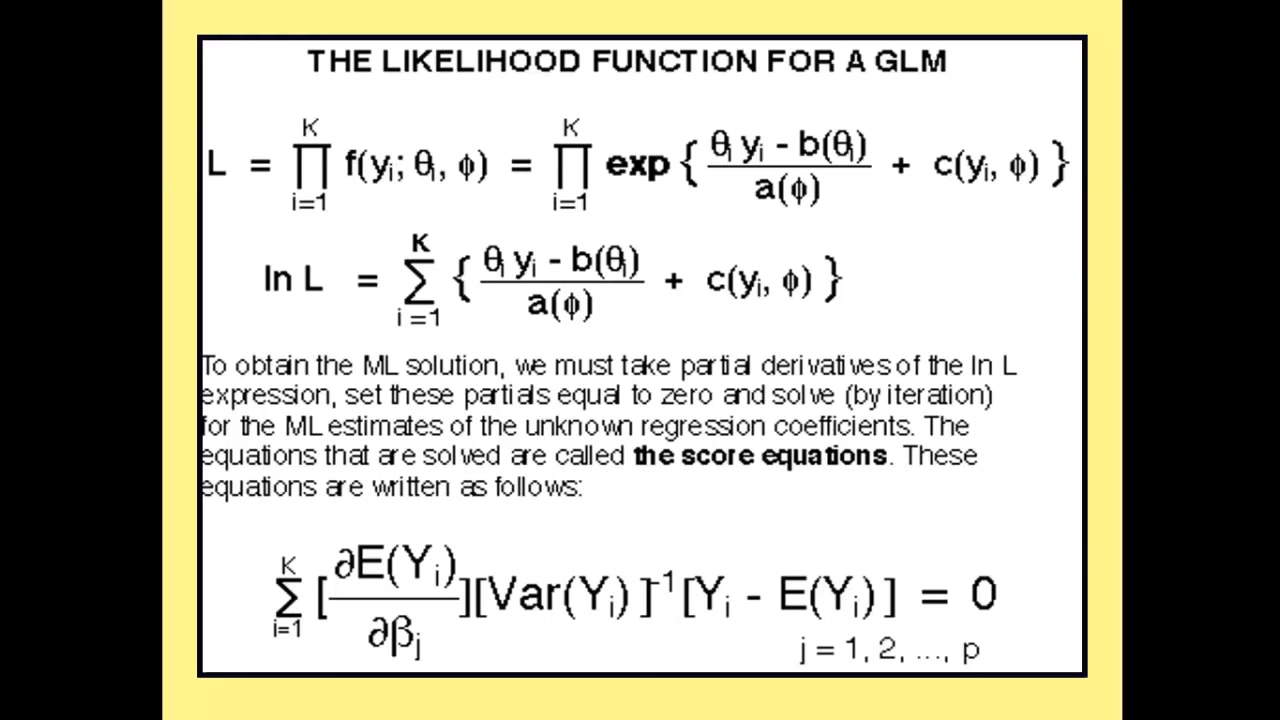 THE LIKELIHOOD FUNCTION FOR A GLM
L = ∏_{i=1}^{K} f(y_i; θ_i, ϕ) = ∏_{i=1}^{K} exp { (θ_i y_i - b(θ_i)) / a(ϕ) + c(y_i, ϕ) }
ln L = ∑_{i=1}^{K} { (θ_i y_i - b(θ_i)) / a(ϕ) + c(y_i, ϕ) }
To obtain the ML solution, we must take partial derivatives of the ln L
expression, set these partials equal to zero and solve (by iteration)
for the ML estimates of the unknown regression coefficients. The
equations that are solved are called the score equations. These
equations are written as follows:
∑_{i=1}^{K} [∂E(Y_i) / ∂β_j][Var(Y_i)]^{-1} [Y_i - E(Y_i)] = 0
j = 1, 2, ..., p